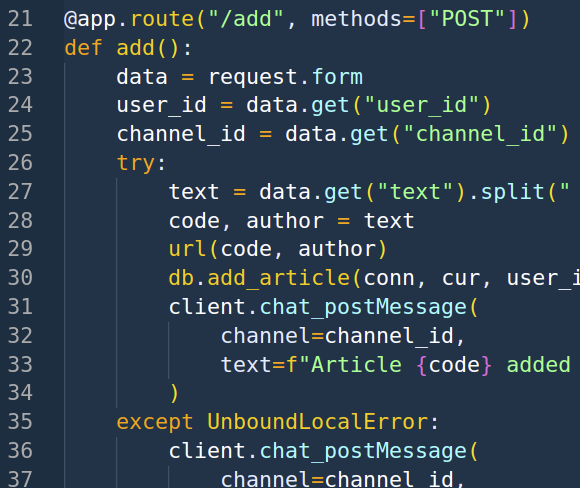 21 @app.route("/add", methods=["POST"])
22 def add():
23     data = request.form
24     user_id = data.get("user_id")
25     channel_id = data.get("channel_id")
26     try:
27         text = data.get("text").split("
28         code, author = text
29         url(code, author)
30         db.add_article(conn, cur, user_i
31         client.chat_postMessage(
32             channel=channel_id,
33             text=f"Article {code} added
34         )
35     except UnboundLocalError:
36         client.chat_postMessage(
37             channel=channel_id,